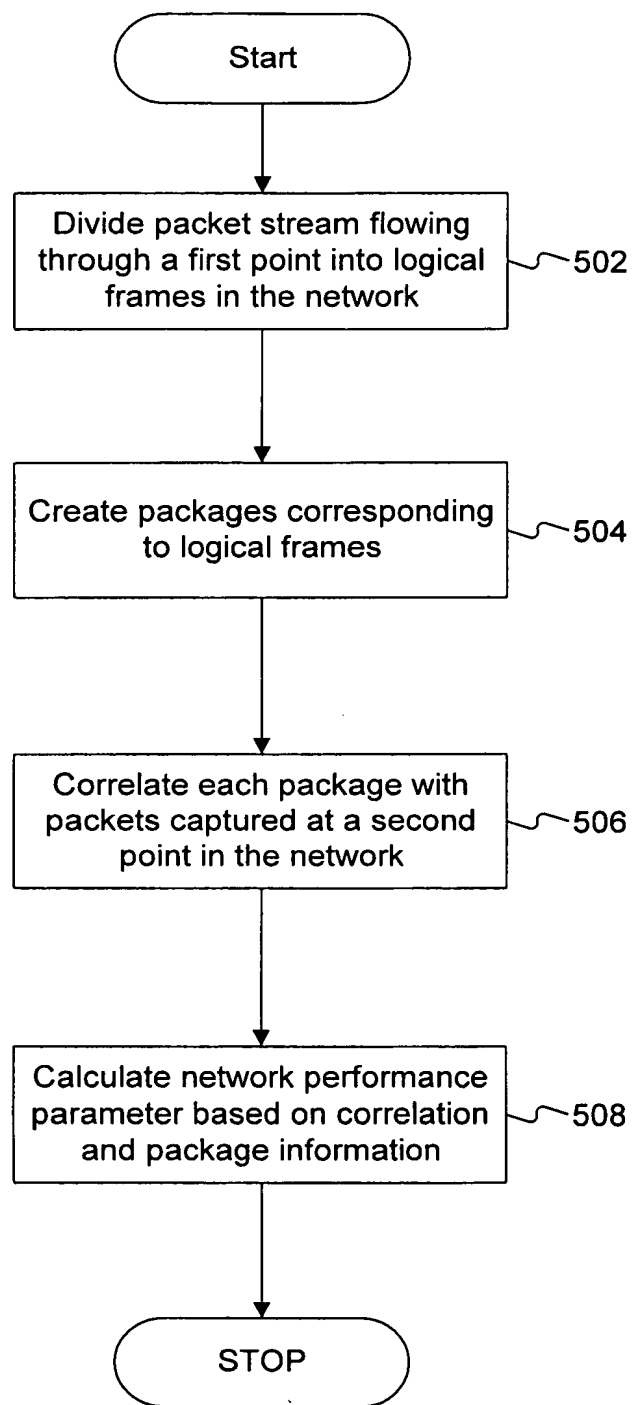 Start
Divide packet stream flowing
through a first point into logical
frames in the network
502
Create packages corresponding
to logical frames
504
Correlate each package with
packets captured at a second
point in the network
506
Calculate network performance
parameter based on correlation
and package information
508
STOP